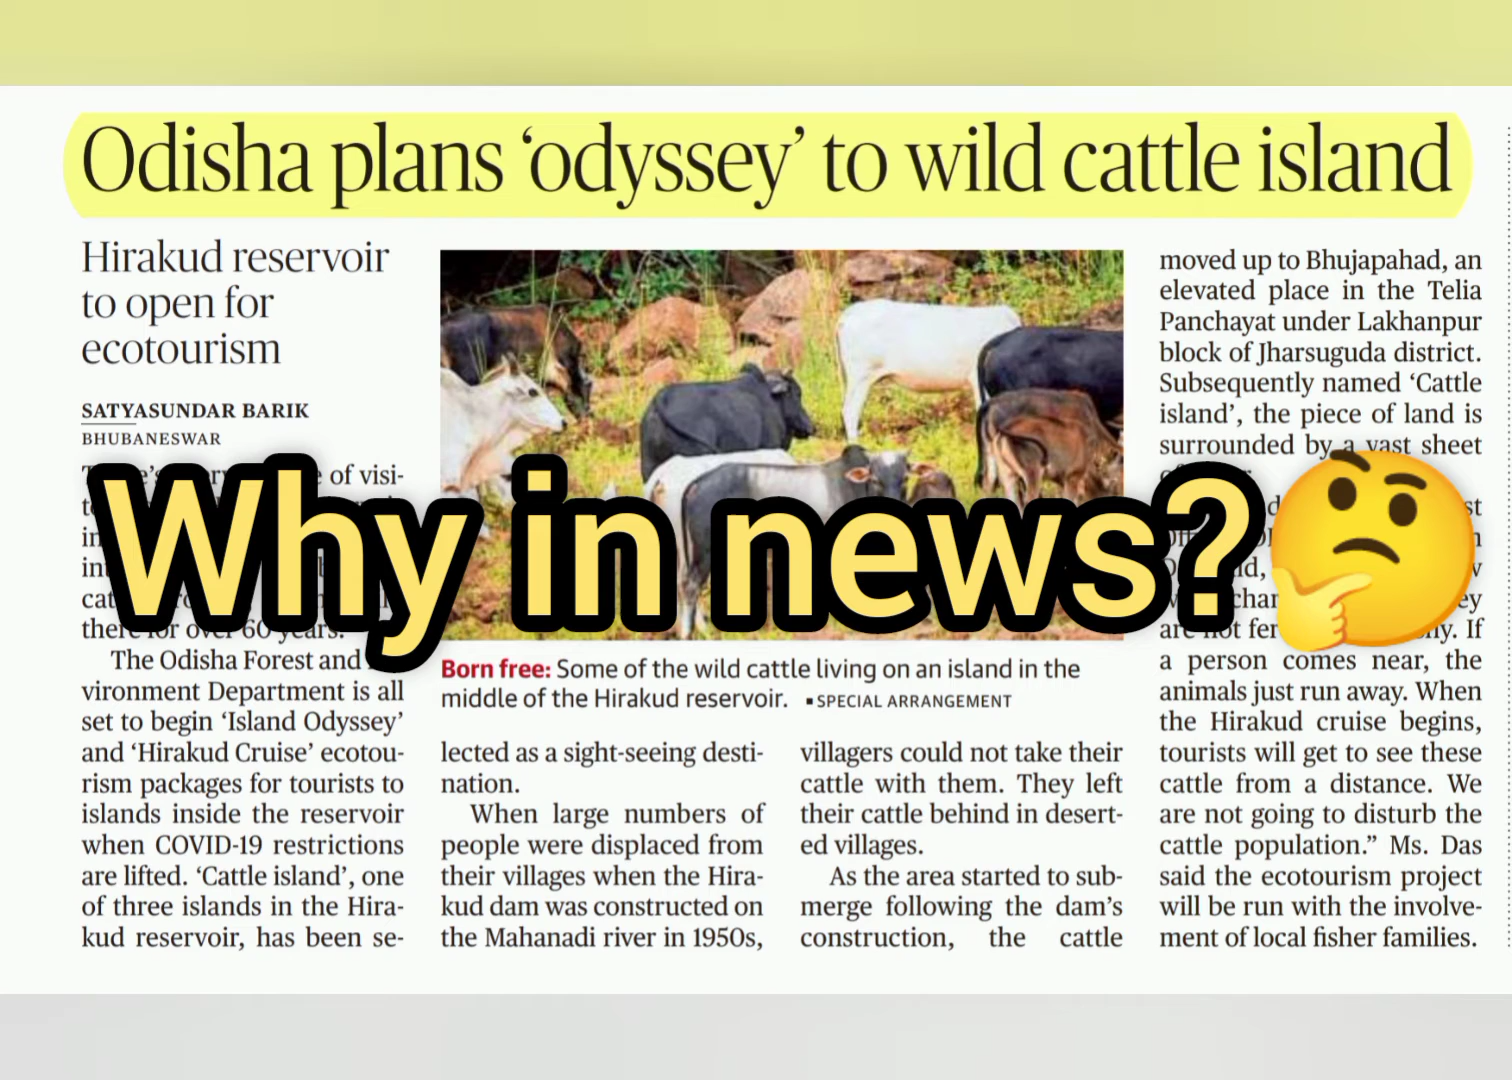 Odisha plans ‘odyssey’ to wild cattle island
Hirakud reservoir
to open for
ecotourism
SATYASUNDAR BARIK
BHUBANESWAR
of visi-
there for over 60 years.
The Odisha Forest and
vironment Department is all
set to begin ‘Island Odyssey’
and ‘Hirakud Cruise’ ecotou-
rism packages for tourists to
islands inside the reservoir
when COVID-19 restrictions
are lifted. ‘Cattle island’, one
of three islands in the Hira-
kud reservoir, has been se-
Born free: Some of the wild cattle living on an island in the
middle of the Hirakud reservoir. ▪ SPECIAL ARRANGEMENT
lected as a sight-seeing desti-
nation.
When large numbers of
people were displaced from
their villages when the Hira-
kud dam was constructed on
the Mahanadi river in 1950s,
villagers could not take their
cattle with them. They left
their cattle behind in desert-
ed villages.
As the area started to sub-
merge following the dam’s
construction, the cattle
moved up to Bhujapahad, an
elevated place in the Telia
Panchayat under Lakhanpur
block of Jharsuguda district.
Subsequently named ‘Cattle
island’, the piece of land is
surrounded by a vast sheet
are not If
a person comes near, the
animals just run away. When
the Hirakud cruise begins,
tourists will get to see these
cattle from a distance. We
are not going to disturb the
cattle population.” Ms. Das
said the ecotourism project
will be run with the involve-
ment of local fisher families.
Why in news?🤔